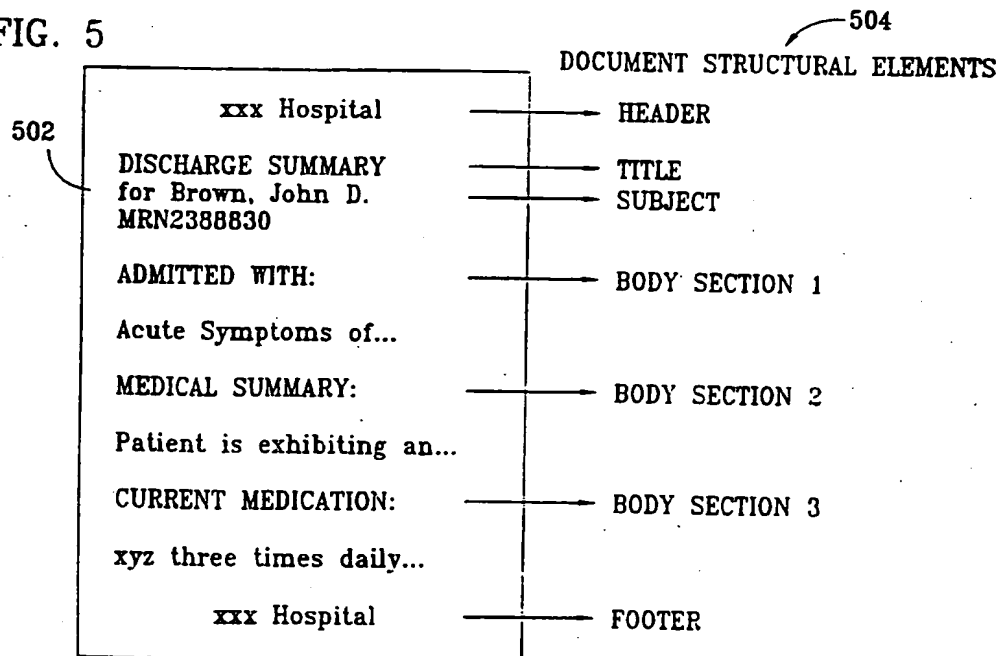 FIG. 5
504
DOCUMENT STRUCTURAL ELEMENTS
xxx Hospital HEADER
502
DISCHARGE SUMMARY TITLE
for Brown, John D. SUBJECT
MRN2388830
ADMITTED WITH: BODY SECTION 1
Acute Symptoms of...
MEDICAL SUMMARY: BODY SECTION 2
Patient is exhibiting an...
CURRENT MEDICATION: BODY SECTION 3
xyz three times daily...
xxx Hospital FOOTER